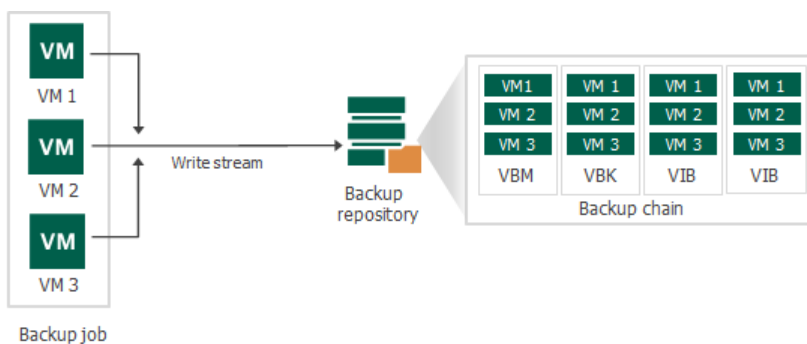 VM
VM 1
VM
VM 2
VM
VM 3
Backup job
Write stream
Backup
repository
VM1 VM 1 VM 1 VM 1
VM 2 VM 2 VM 2 VM 2
VM 3 VM 3 VM 3 VM 3
VBM VBK VIB VIB
Backup chain